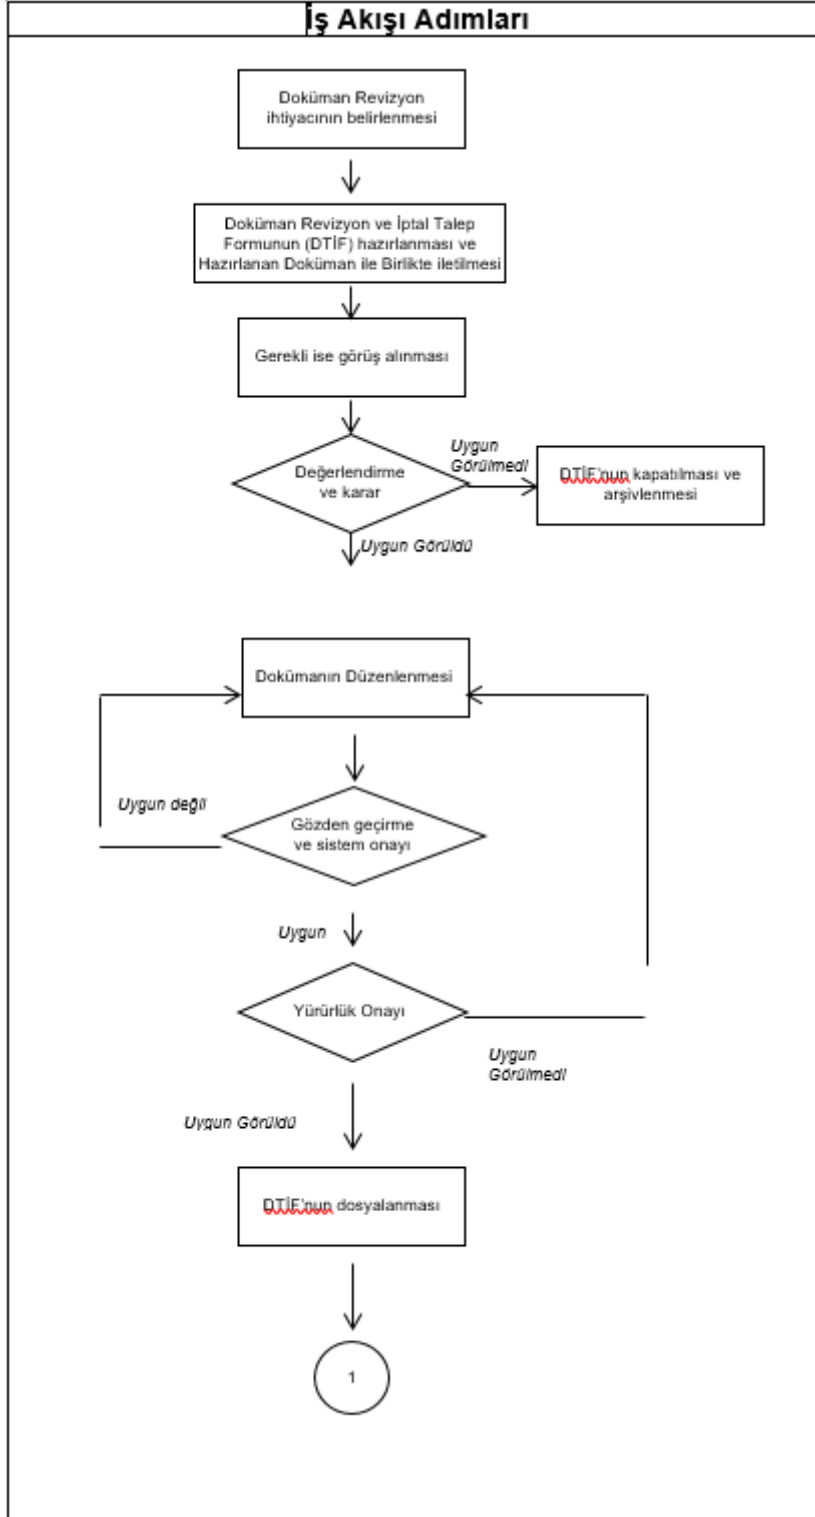 İş Akışı Adımları
Doküman Revizyon
ihtiyacının belirlenmesi
Doküman Revizyon ve İptal Talep
Formunun (DTİF) hazırlanması ve
Hazırlanan Doküman ile Birlikte iletilmesi
Gerekli ise görüş alınması
Değerlendirme
ve karar
Uygun
Görülmedi
DTİF'nun kapatılması ve
arşivlenmesi
Uygun Görüldü
Dokümanın Düzenlenmesi
Uygun değil
Gözden geçirme
ve sistem onayı
Uygun
Yürürlük Onayı
Uygun
Görülmedi
Uygun Görüldü
DTİF'nun dosyalanması
1